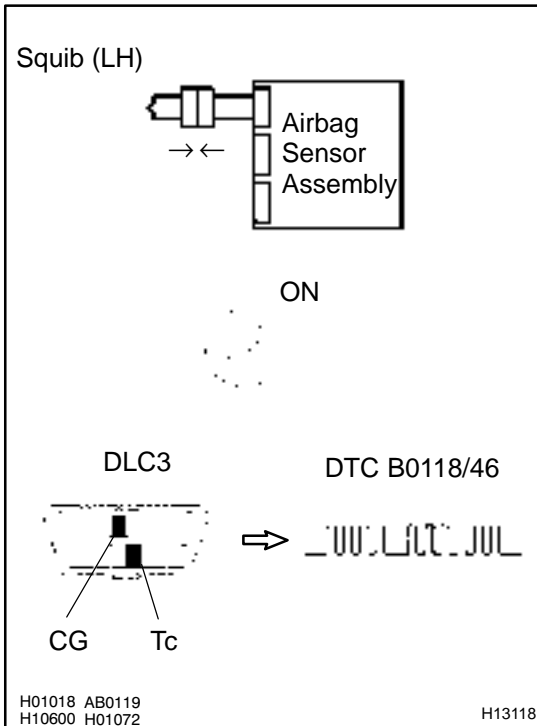 Squib (LH)
Airbag
Sensor
Assembly
ON
DLC3
DTC B0118/46
CG
Tc
H01018 AB0119
H10600 H01072
H13118